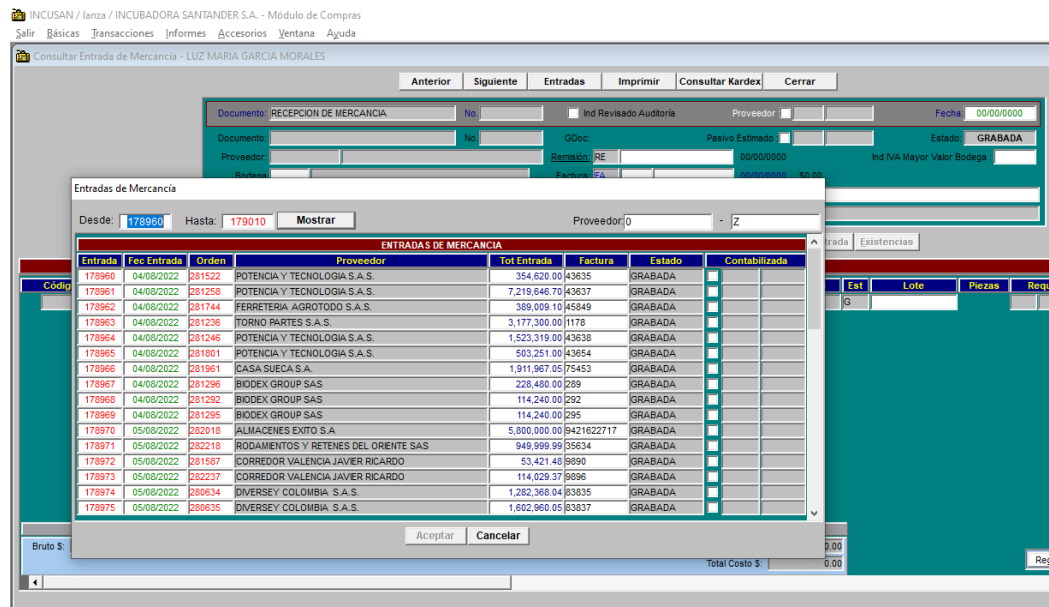 INCUSAN / lanza / INCUBADORA SANTANDER S.A. - Módulo de Compras
Salir Básicas Transacciones Informes Accesorios Ventana Ayuda
Consultar Entrada de Mercancía - LUZ MARIA GARCIA MORALES
Anterior Siguiente Entradas Imprimir Consultar Kardex Cerrar
Documento: RECEPCION DE MERCANCIA No. Ind Revisado Auditoría Proveedor Fecha: 00/00/0000
Documento: No. GDoc: Pasivo Estimado : Estado: GRABADA
Proveedor: Remisión: RE 00/00/0000 Ind IVA Mayor Valor Bodega :
Bodega Factura: FA 00/00/0000 $0.00
Entradas de Mercancía
Desde: 178960 Hasta: 179010 Mostrar Proveedor: 0 - Z
trada Existencias
ENTRADAS DE MERCANCIA
Entrada Fec Entrada Orden Proveedor Tot Entrada Factura Estado Contabilizada
178960 04/08/2022 281522 POTENCIA Y TECNOLOGIA S.A.S. 354,620.00 43635 GRABADA
178961 04/08/2022 281258 POTENCIA Y TECNOLOGIA S.A.S. 7,219,646.70 43637 GRABADA
178962 04/08/2022 281744 FERRETERIA AGROTODO S.A.S. 389,009.10 45849 GRABADA
178963 04/08/2022 281236 TORNO PARTES S.A.S. 3,177,300.00 1178 GRABADA
178964 04/08/2022 281246 POTENCIA Y TECNOLOGIA S.A.S. 1,523,319.00 43638 GRABADA
178965 04/08/2022 281801 POTENCIA Y TECNOLOGIA S.A.S. 503,251.00 43654 GRABADA
178966 04/08/2022 281961 CASA SUECA S.A. 1,911,967.05 75453 GRABADA
178967 04/08/2022 281296 BIODEX GROUP SAS 228,480.00 289 GRABADA
178968 04/08/2022 281292 BIODEX GROUP SAS 114,240.00 292 GRABADA
178969 04/08/2022 281295 BIODEX GROUP SAS 114,240.00 295 GRABADA
178970 05/08/2022 282018 ALMACENES EXITO S.A 5,800,000.00 9421622717 GRABADA
178971 05/08/2022 282218 RODAMIENTOS Y RETENES DEL ORIENTE SAS 949,999.99 35634 GRABADA
178972 05/08/2022 281587 CORREDOR VALENCIA JAVIER RICARDO 53,421.48 9890 GRABADA
178973 05/08/2022 282237 CORREDOR VALENCIA JAVIER RICARDO 114,029.37 9896 GRABADA
178974 05/08/2022 280634 DIVERSEY COLOMBIA S.A.S. 1,282,368.04 83835 GRABADA
178975 05/08/2022 280635 DIVERSEY COLOMBIA S.A.S. 1,602,960.05 83837 GRABADA
Códig Est Lote Piezas Requ
G
Aceptar Cancelar
Bruto $: 0.00
Total Costo $: 0.00
Reg